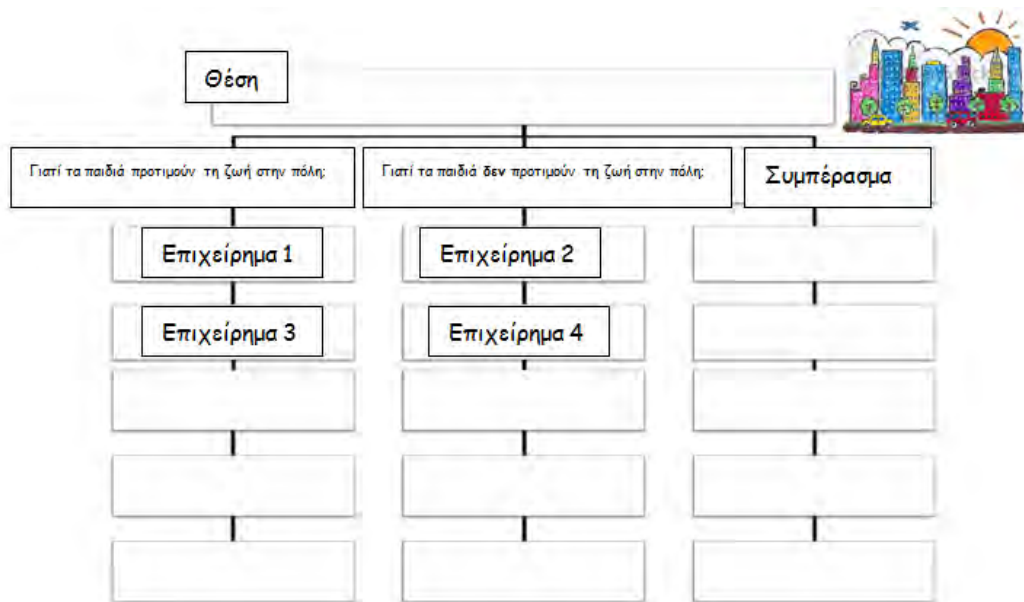 Θέση
Γιατί τα παιδιά προτιμούν τη ζωή στην πόλη;
Γιατί τα παιδιά δεν προτιμούν τη ζωή στην πόλη;
Συμπέρασμα
Επιχείρημα 1
Επιχείρημα 2
Επιχείρημα 3
Επιχείρημα 4